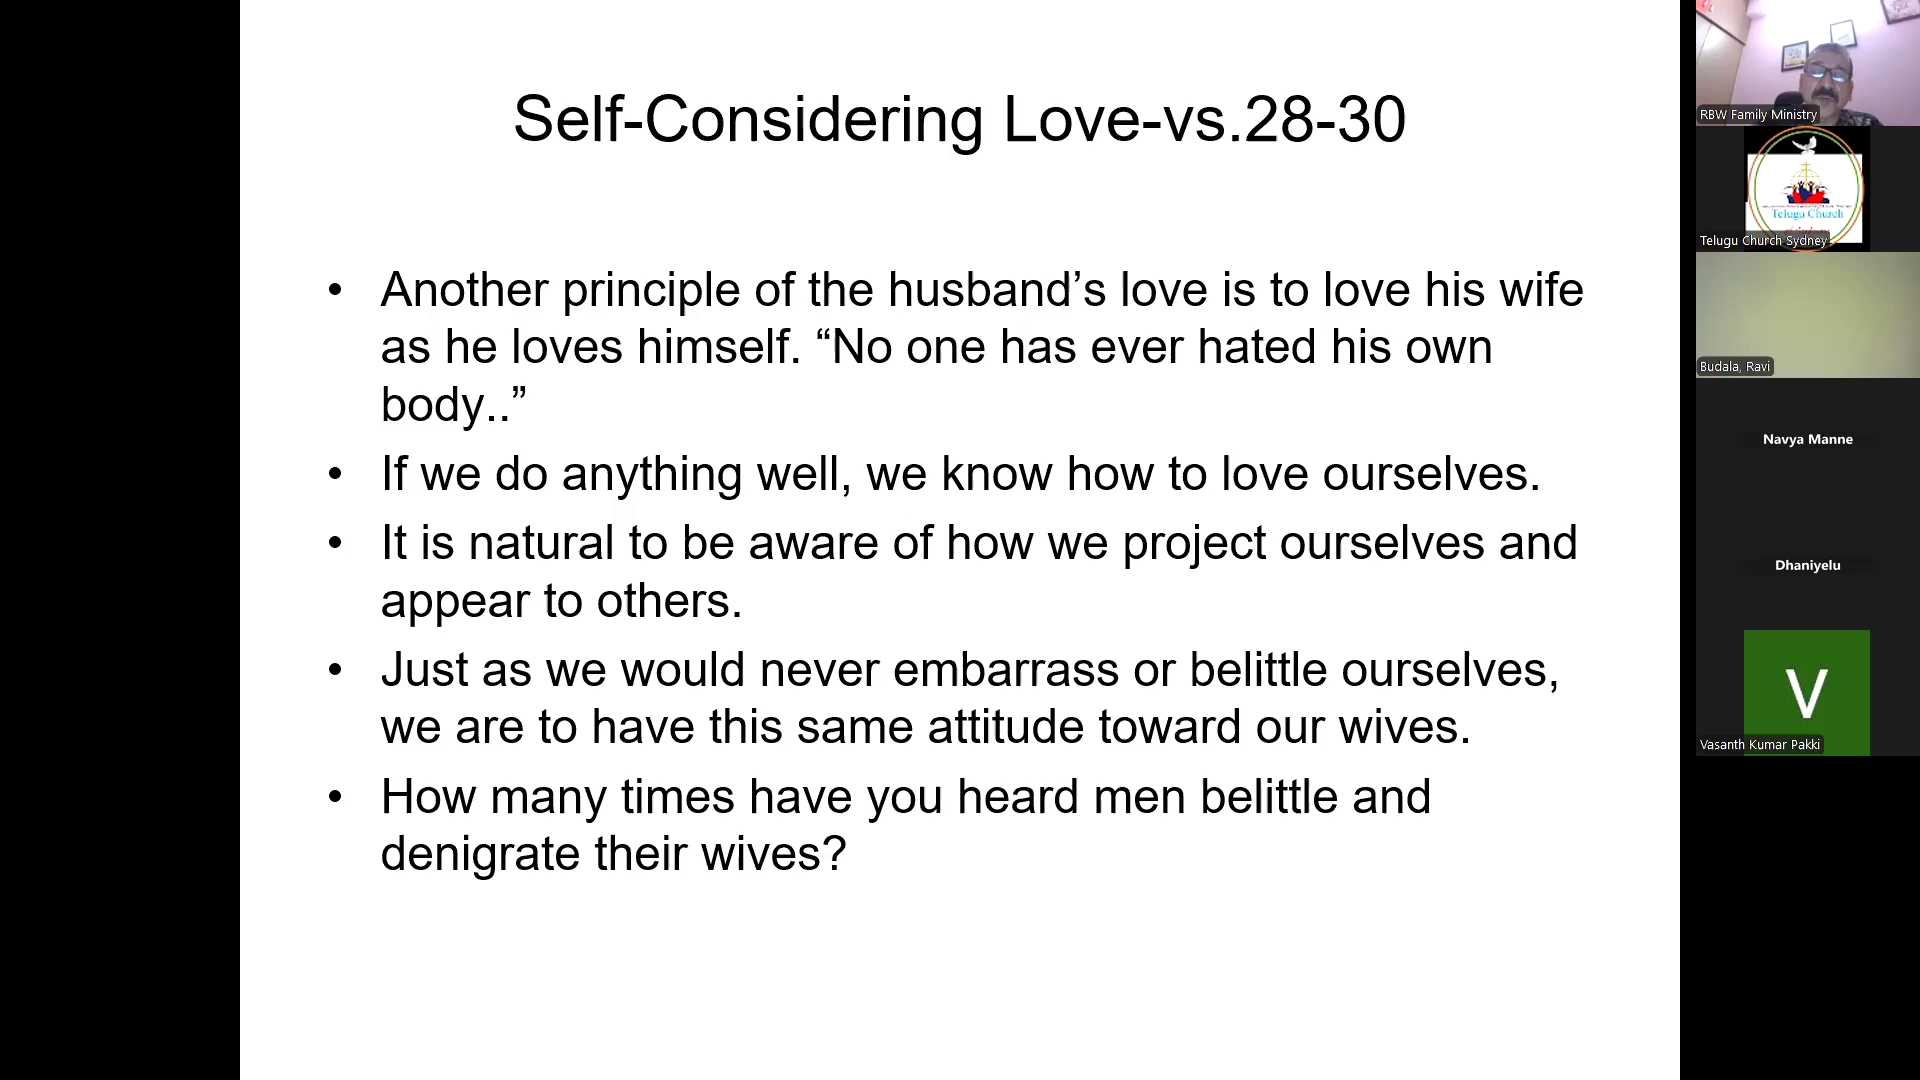 Self-Considering Love-vs.28-30
• Another principle of the husband’s love is to love his wife
as he loves himself. “No one has ever hated his own
body..”
• If we do anything well, we know how to love ourselves.
• It is natural to be aware of how we project ourselves and
appear to others.
• Just as we would never embarrass or belittle ourselves,
we are to have this same attitude toward our wives.
• How many times have you heard men belittle and
denigrate their wives?
RBW Family Ministry
Telugu Church
Telugu Church Sydney
Budala, Ravi
Navya Manne
Dhaniyelu
V
Vasanth Kumar Pakki